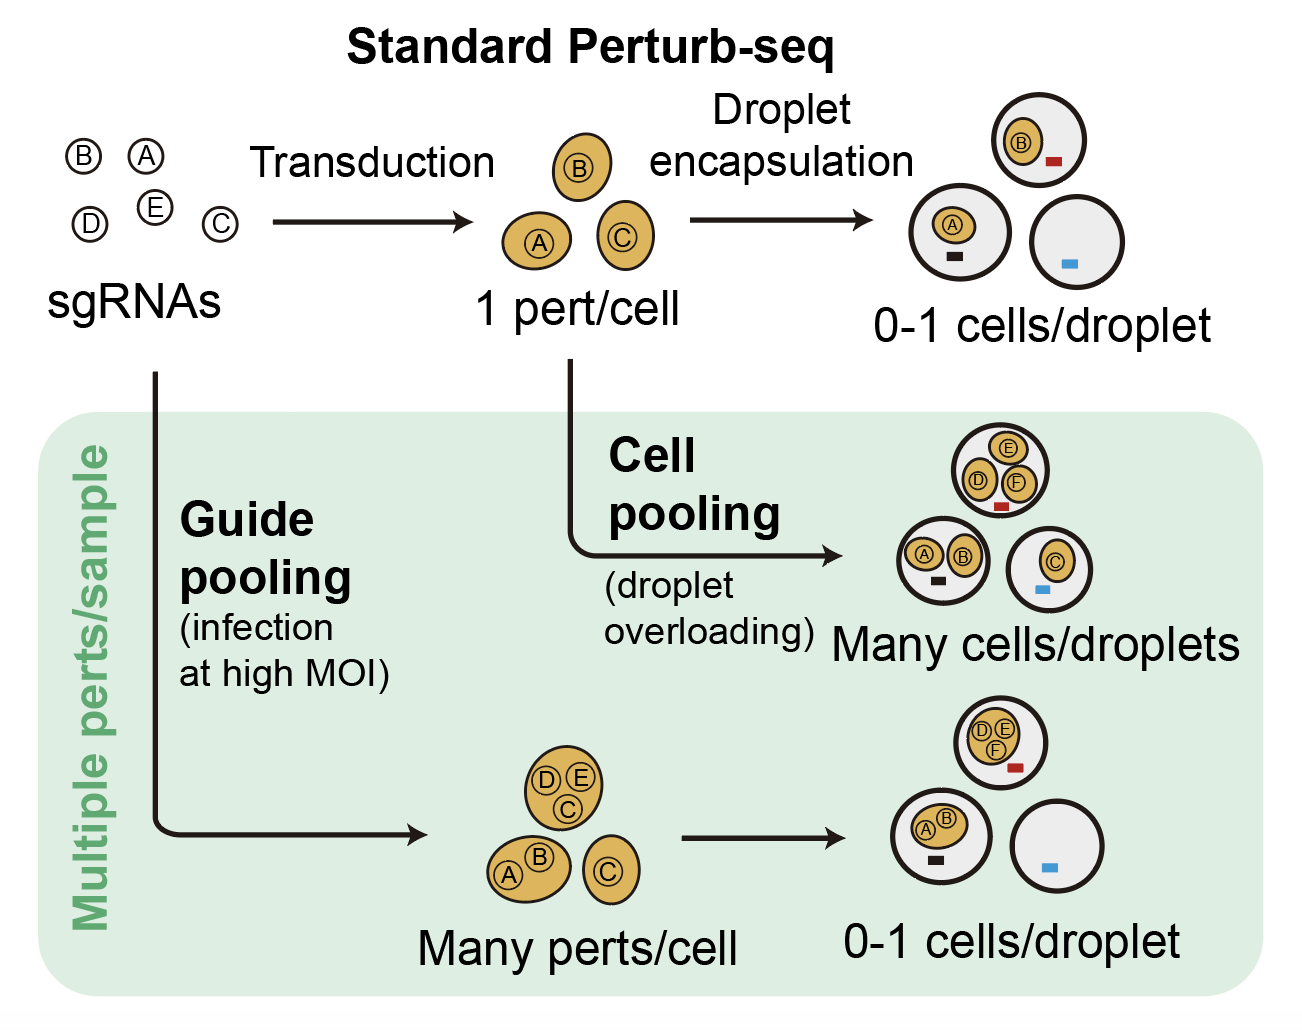 Standard Perturb-seq
B
A
D
E
C
sgRNAs
Transduction
B
A
C
1 pert/cell
Droplet
encapsulation
B
A
0-1 cells/droplet
Multiple perts/sample
Guide
pooling
(infection
at high MOI)
Cell
pooling
(droplet
overloading)
E
D
F
A
B
C
Many cells/droplets
D
E
C
A
B
C
Many perts/cell
D
E
F
A
B
0-1 cells/droplet